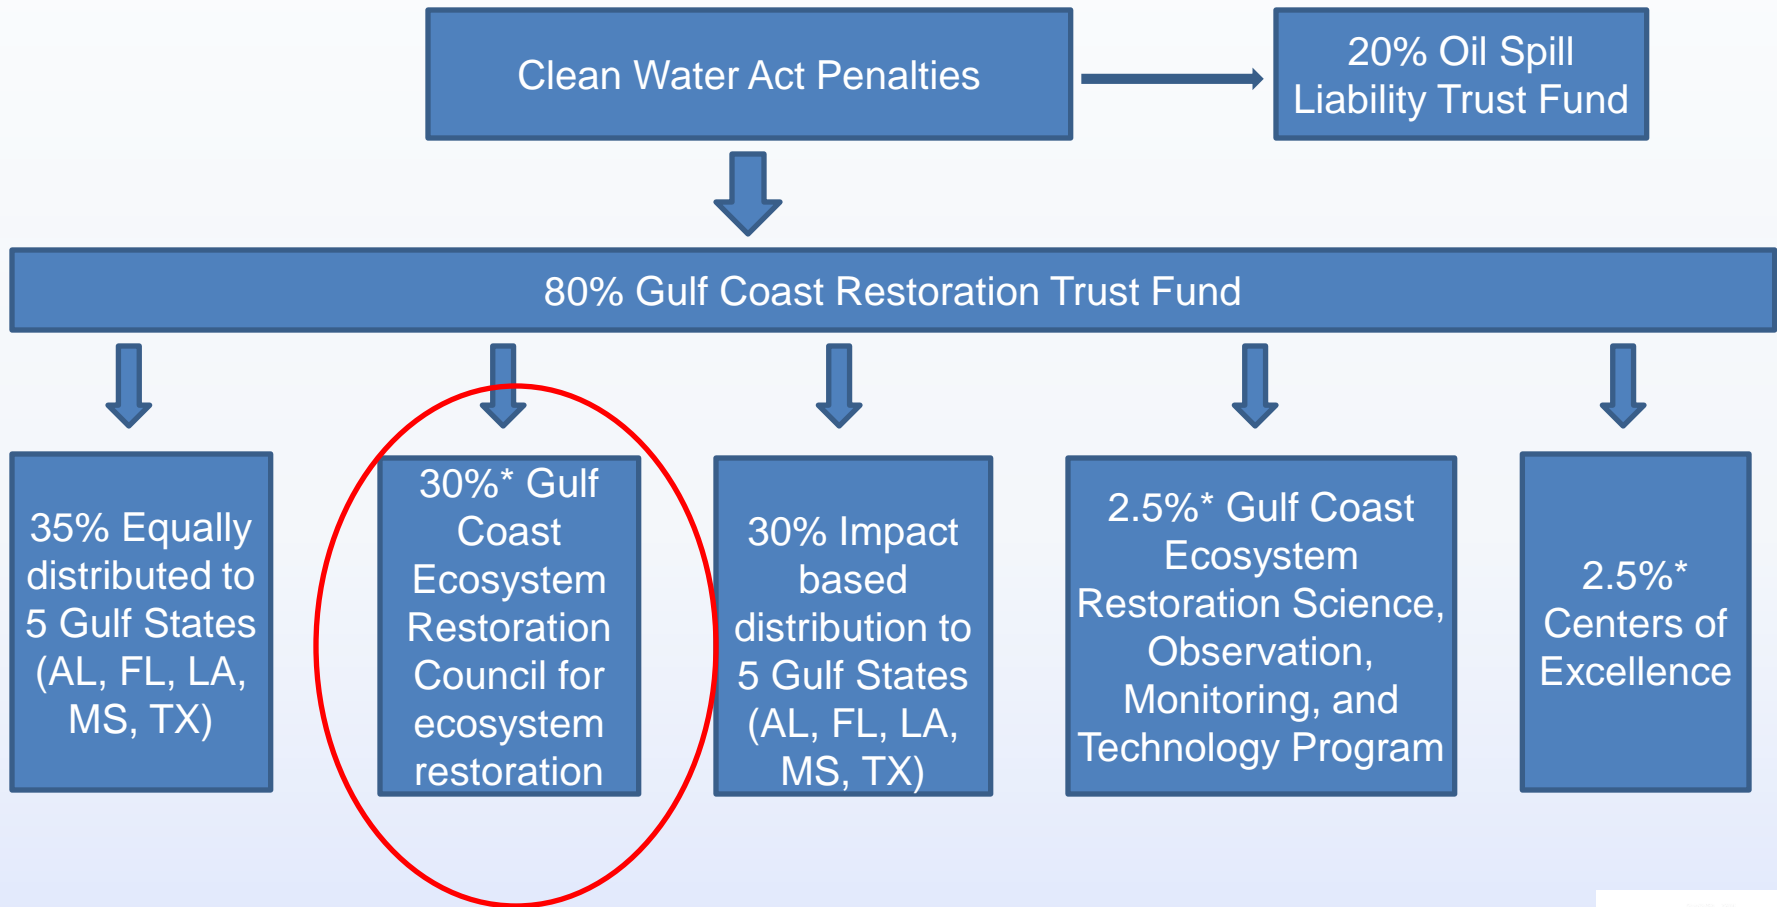 Clean Water Act Penalties
20% Oil Spill
Liability Trust Fund
80% Gulf Coast Restoration Trust Fund
35% Equally
distributed to
5 Gulf States
(AL, FL, LA,
MS, TX)
30%* Gulf
Coast
Ecosystem
Restoration
Council for
ecosystem
restoration
30% Impact
based
distribution to
5 Gulf States
(AL, FL, LA,
MS, TX)
2.5%* Gulf Coast
Ecosystem
Restoration Science,
Observation,
Monitoring, and
Technology Program
2.5%*
Centers of
Excellence